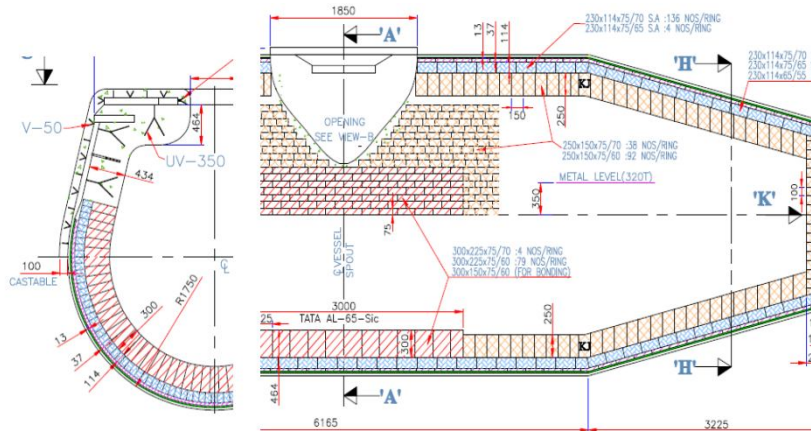 1850
'A'
230x114x75/70 S.A :136 NOS/RING
230x114x75/65 S.A :4 NOS/RING
13
37
114
'H'
230x114x75/70
230x114x75/65
230x114x65/55
KJ
250
150
464
V-50
UV-350
434
OPENING
SEE VIEW-B
250x150x75/70 :38 NOS/RING
250x150x75/60 :92 NOS/RING
METAL LEVEL(320T)
350
'K'
100
75
300x225x75/70 :4 NOS/RING
300x225x75/60 :79 NOS/RING
300x150x75/60 (FOR BONDING)
℄VESSEL
SPOUT
℄
100
CASTABLE
R1750
300
13
37
114
3000
25
TATA AL-65-Sic
300
250
KJ
464
'A'
'H'
6165
3225